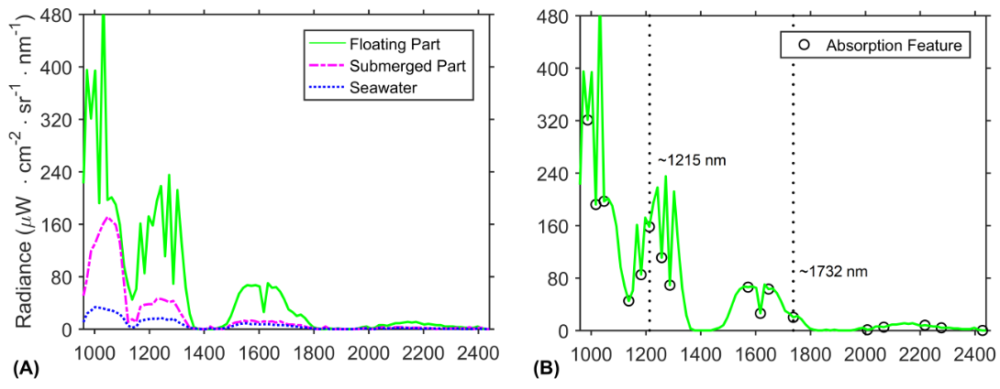 Radiance (μW · cm-2 · sr-1 · nm-1)
480
400
320
240
160
80
0
1000 1200 1400 1600 1800 2000 2200 2400
Floating Part
Submerged Part
Seawater
(A)
480
400
320
240
160
80
0
1000 1200 1400 1600 1800 2000 2200 2400
Absorption Feature
~1215 nm
~1732 nm
(B)